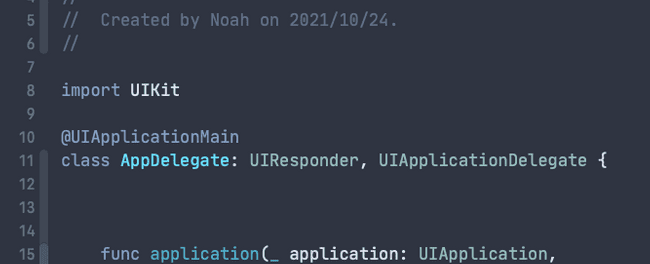 5 //  Created by Noah on 2021/10/24.
6 //
7
8 import UIKit
9
10 @UIApplicationMain
11 class AppDelegate: UIResponder, UIApplicationDelegate {
12
13
14
15     func application(_ application: UIApplication,